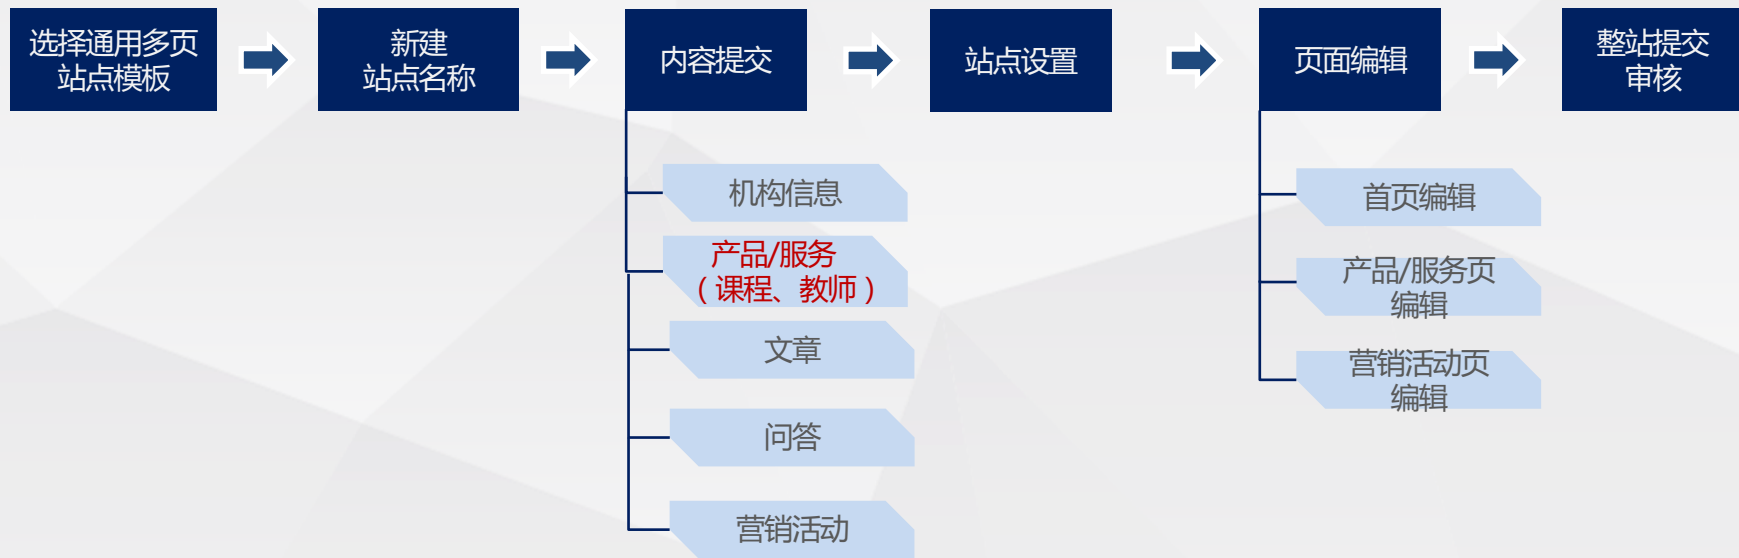 选择通用多页
站点模板
新建
站点名称
内容提交
站点设置
页面编辑
整站提交
审核
机构信息
产品/服务
（课程、教师）
文章
问答
营销活动
首页编辑
产品/服务页
编辑
营销活动页
编辑